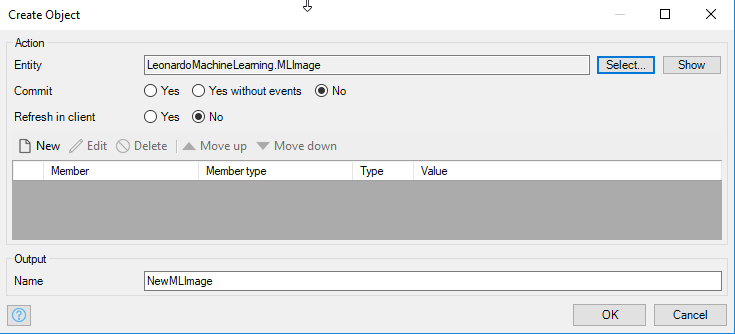 Create Object
Action
Entity LeonardoMachineLearning.MLImage Select... Show
Commit Yes Yes without events No
Refresh in client Yes No
New Edit Delete Move up Move down
Member Member type Type Value
Output
Name NewMLImage
? OK Cancel